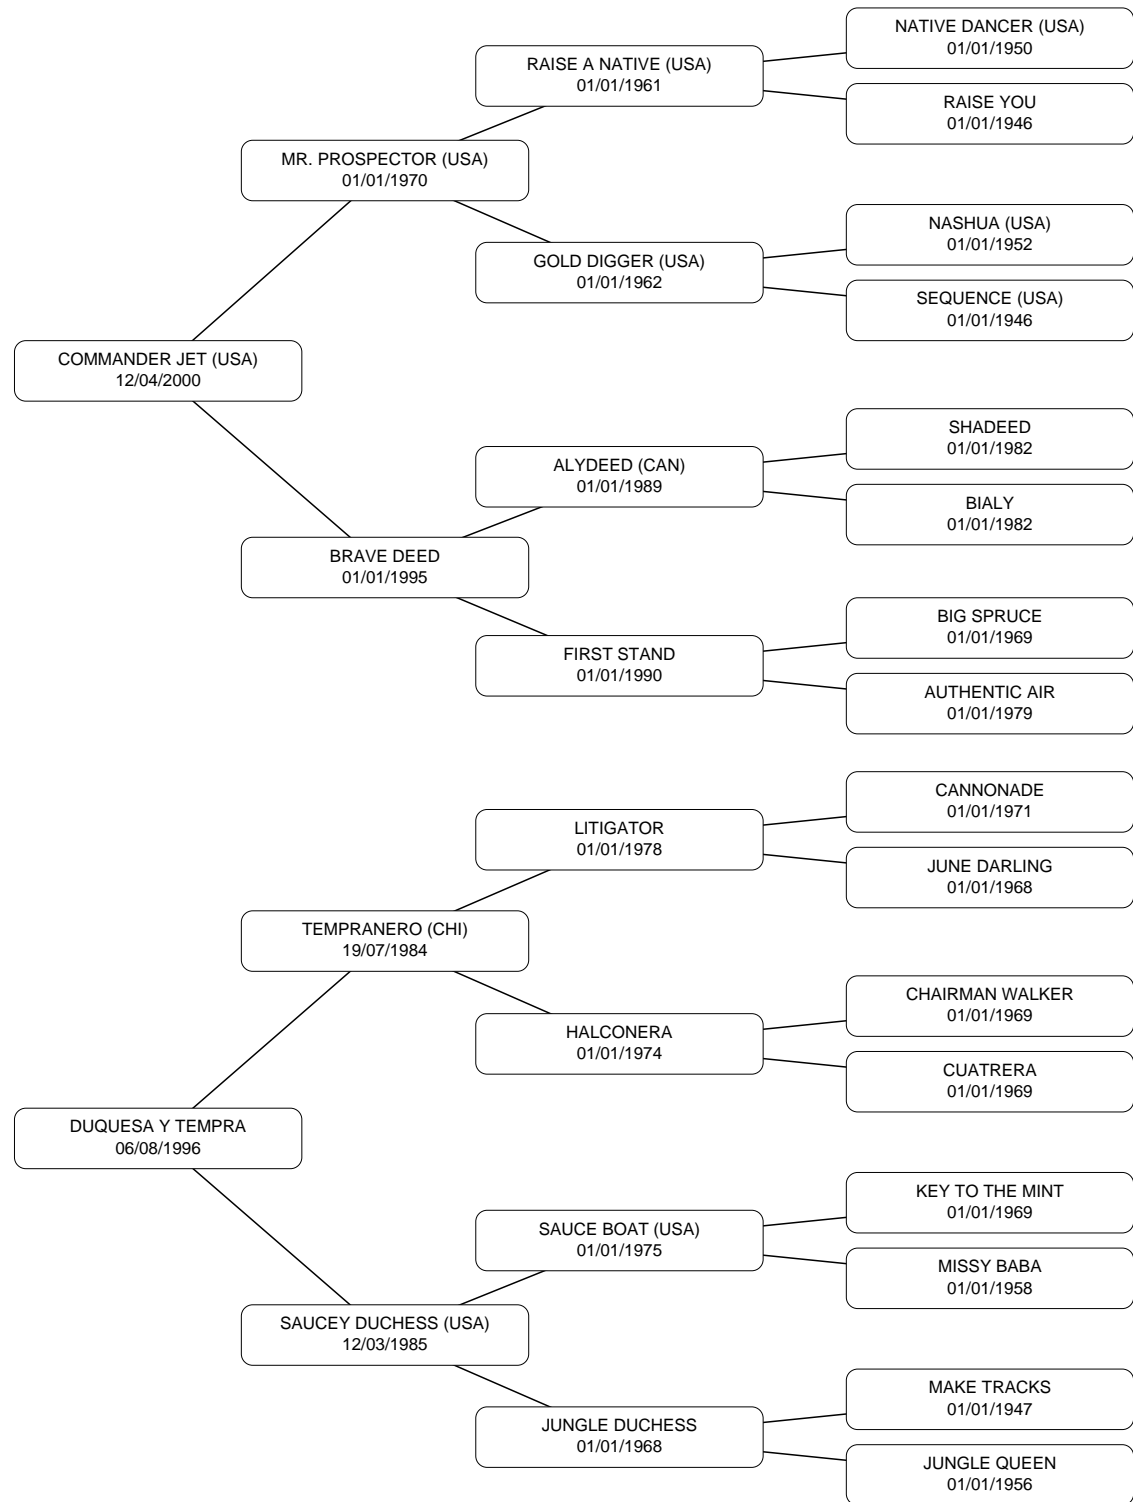 NATIVE DANCER (USA)
01/01/1950
RAISE A NATIVE (USA)
01/01/1961
RAISE YOU
01/01/1946
MR. PROSPECTOR (USA)
01/01/1970
NASHUA (USA)
01/01/1952
GOLD DIGGER (USA)
01/01/1962
SEQUENCE (USA)
01/01/1946
COMMANDER JET (USA)
12/04/2000
SHADEED
01/01/1982
ALYDEED (CAN)
01/01/1989
BIALY
01/01/1982
BRAVE DEED
01/01/1995
BIG SPRUCE
01/01/1969
FIRST STAND
01/01/1990
AUTHENTIC AIR
01/01/1979
CANNONADE
01/01/1971
LITIGATOR
01/01/1978
JUNE DARLING
01/01/1968
TEMPRANERO (CHI)
19/07/1984
CHAIRMAN WALKER
01/01/1969
HALCONERA
01/01/1974
CUATRERA
01/01/1969
DUQUESA Y TEMPRA
06/08/1996
KEY TO THE MINT
01/01/1969
SAUCE BOAT (USA)
01/01/1975
MISSY BABA
01/01/1958
SAUCEY DUCHESS (USA)
12/03/1985
MAKE TRACKS
01/01/1947
JUNGLE DUCHESS
01/01/1968
JUNGLE QUEEN
01/01/1956